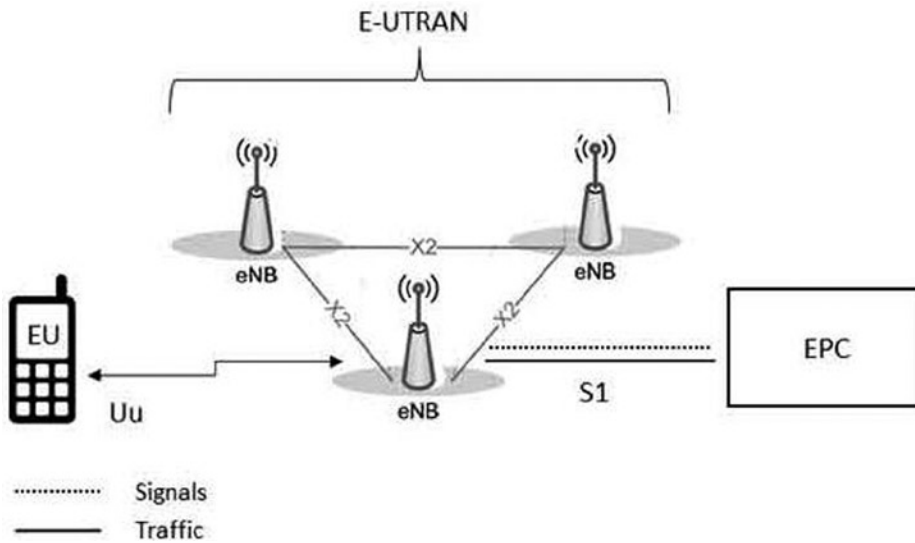 E-UTRAN
X2
eNB
eNB
X2
X2
EU
EPC
eNB
S1
Uu
Signals
Traffic